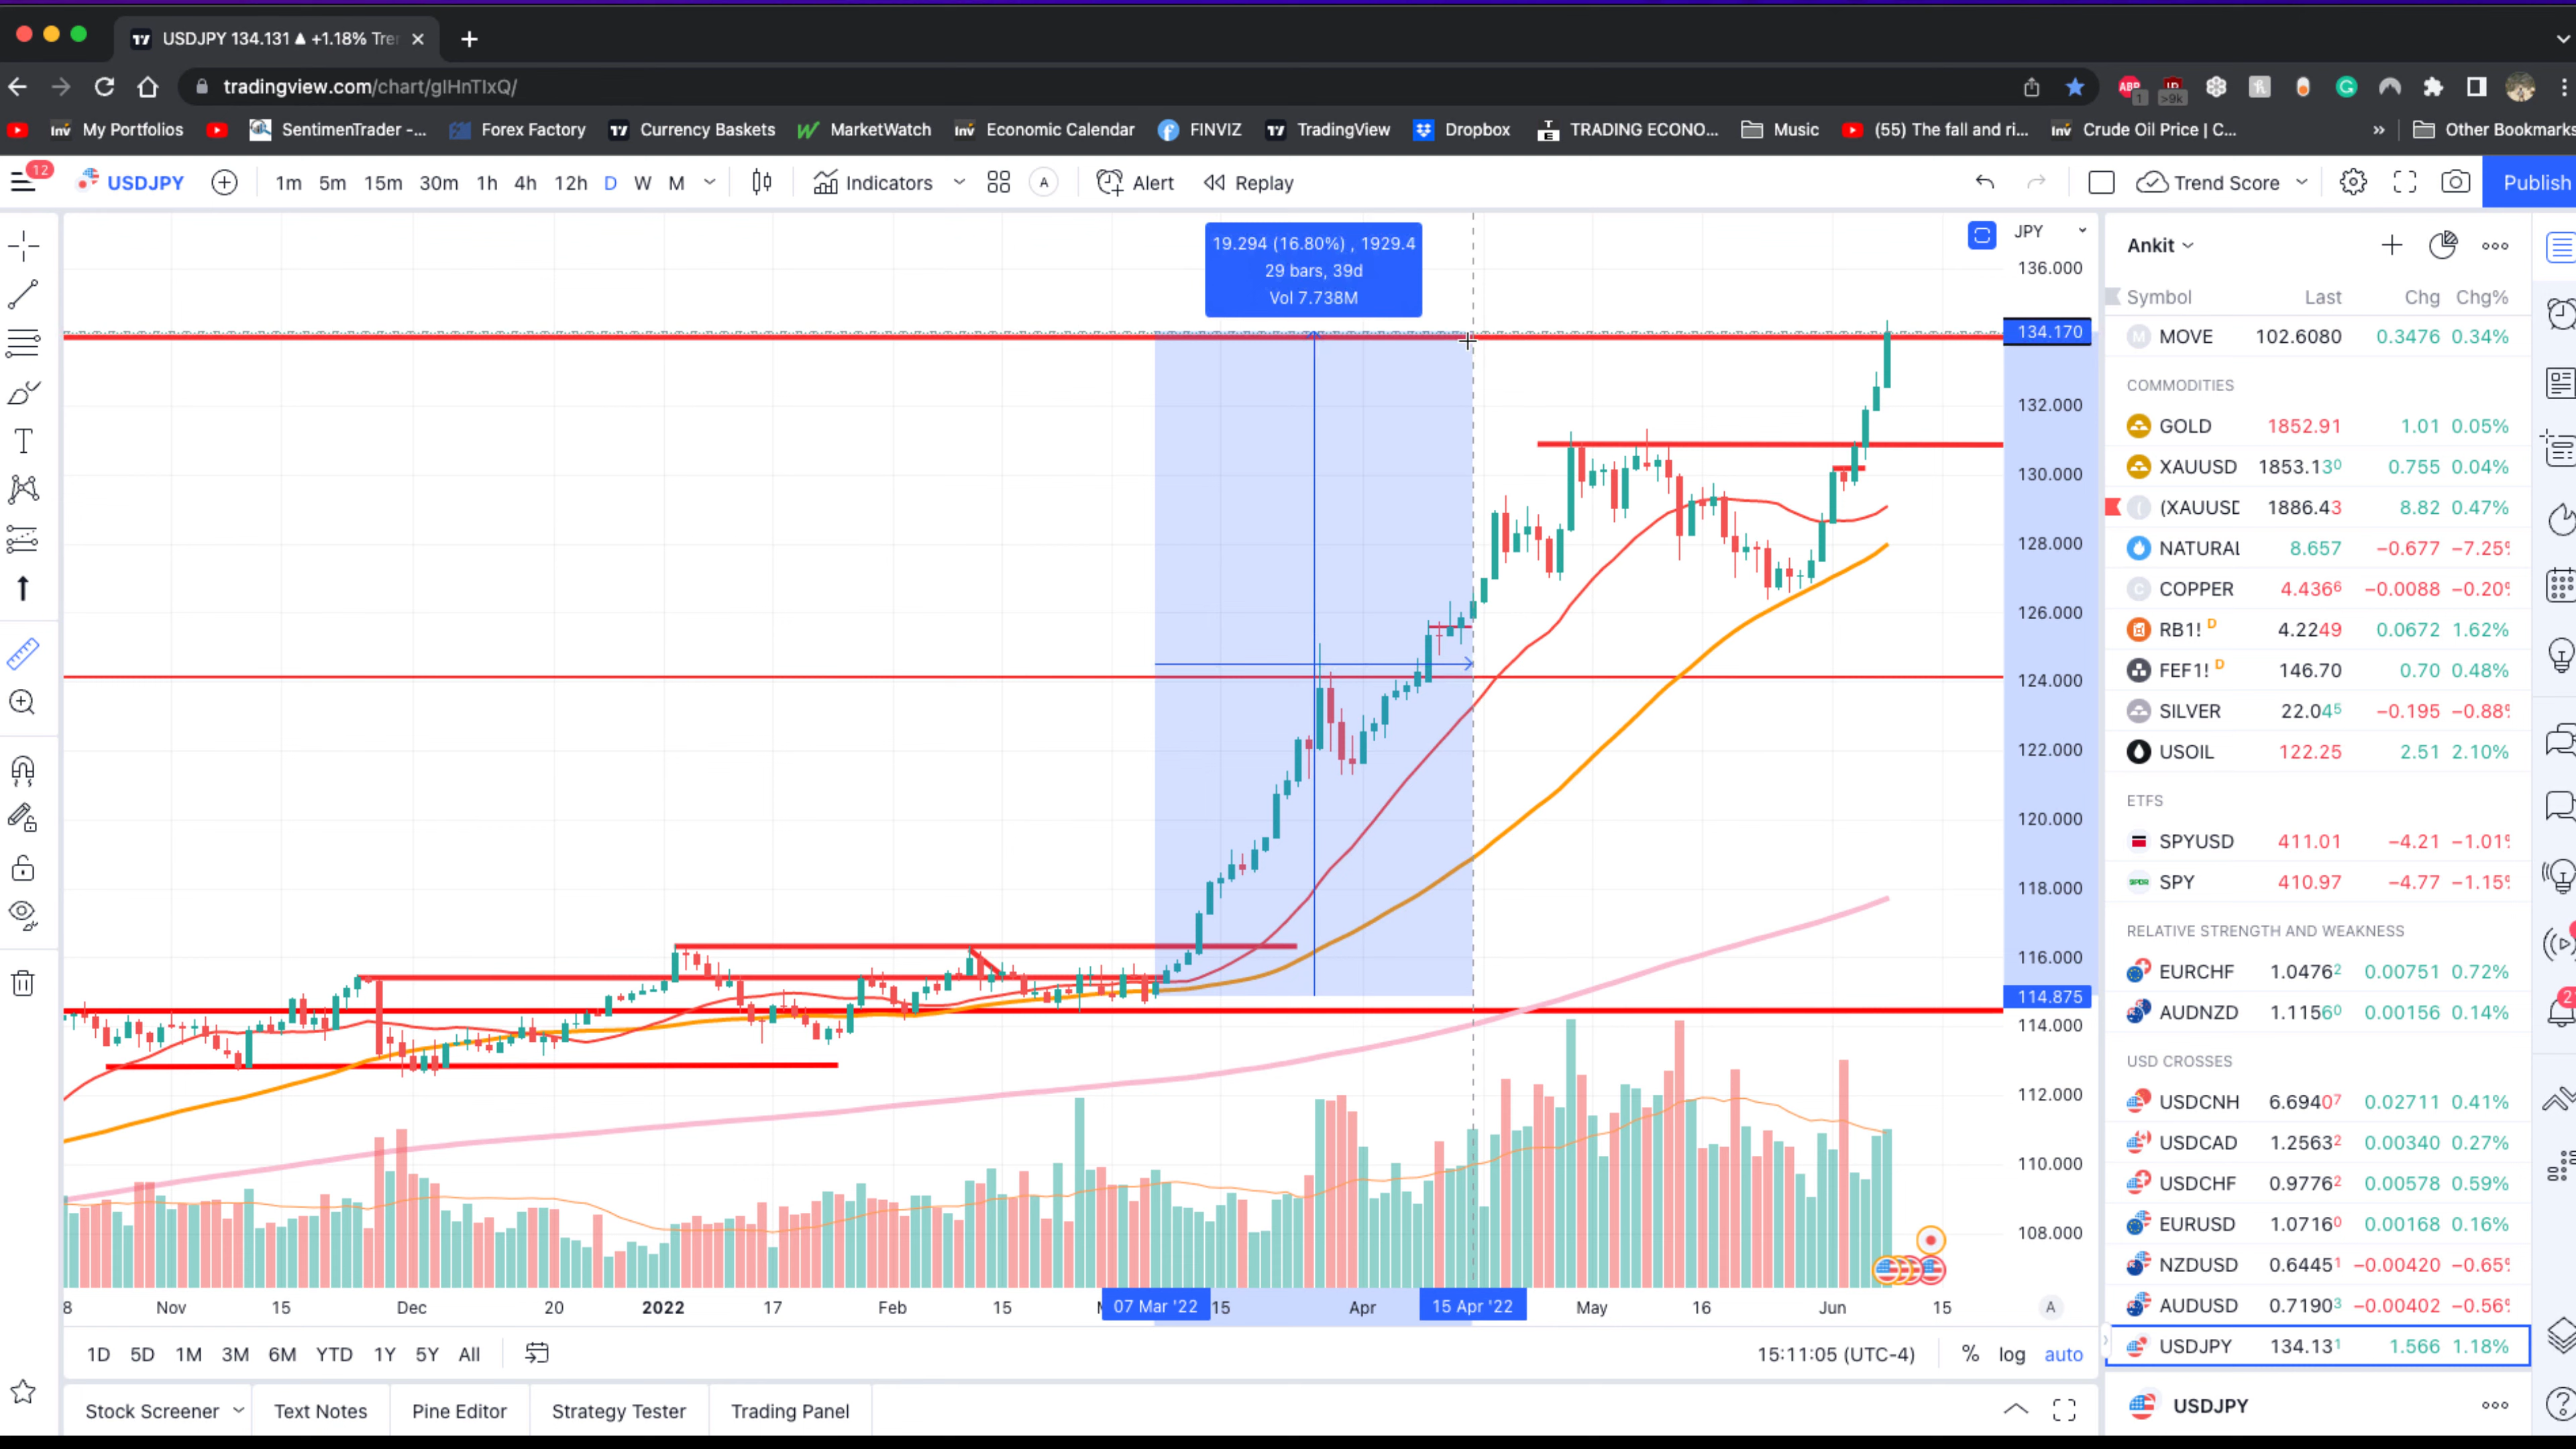 USDJPY 134.131 ▲ +1.18% Tre
tradingview.com/chart/gIHnTIxQ/
ABP 1 >9k
My Portfolios SentimenTrader -... Forex Factory Currency Baskets MarketWatch Economic Calendar FINVIZ TradingView Dropbox TRADING ECONO... Music (55) The fall and ri... Crude Oil Price | C... » Other Bookmarks
12 USDJPY 1m 5m 15m 30m 1h 4h 12h D W M Indicators A Alert Replay Trend Score Publish
19.294 (16.80%) , 1929.4
29 bars, 39d
Vol 7.738M
JPY
136.000
134.170
132.000
130.000
128.000
126.000
124.000
122.000
120.000
118.000
116.000
114.875
114.000
112.000
110.000
108.000
8 Nov 15 Dec 20 2022 17 Feb 15 07 Mar '22 15 Apr 15 Apr '22 May 16 Jun 15 A
1D 5D 1M 3M 6M YTD 1Y 5Y All 15:11:05 (UTC-4) % log auto
Stock Screener Text Notes Pine Editor Strategy Tester Trading Panel
Ankit
Symbol Last Chg Chg%
MOVE 102.6080 0.3476 0.34%
COMMODITIES
GOLD 1852.91 1.01 0.05%
XAUUSD 1853.130 0.755 0.04%
(XAUUSD 1886.43 8.82 0.47%
NATURAL 8.657 −0.677 −7.25%
COPPER 4.4366 −0.0088 −0.20%
RB1! D 4.2249 0.0672 1.62%
FEF1! D 146.70 0.70 0.48%
SILVER 22.045 −0.195 −0.88%
USOIL 122.25 2.51 2.10%
ETFS
SPYUSD 411.01 −4.21 −1.01%
SPY 410.97 −4.77 −1.15%
RELATIVE STRENGTH AND WEAKNESS
EURCHF 1.04762 0.00751 0.72%
AUDNZD 1.11560 0.00156 0.14%
USD CROSSES
USDCNH 6.69407 0.02711 0.41%
USDCAD 1.25632 0.00340 0.27%
USDCHF 0.97762 0.00578 0.59%
EURUSD 1.07160 0.00168 0.16%
NZDUSD 0.64451 −0.00420 −0.65%
AUDUSD 0.71903 −0.00402 −0.56%
USDJPY 134.131 1.566 1.18%
USDJPY